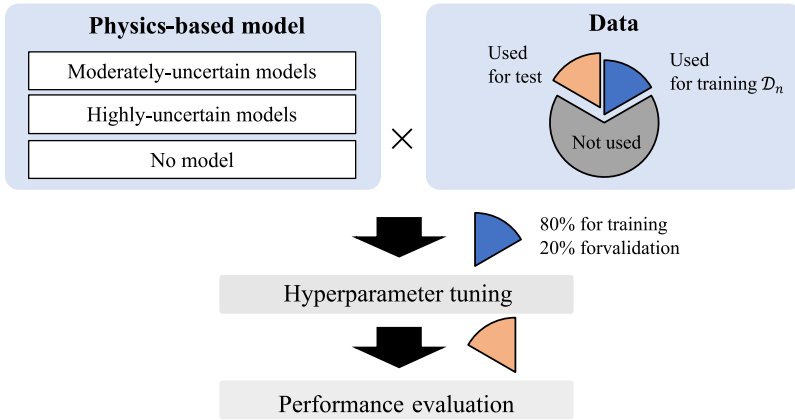 Physics-based model
Moderately-uncertain models
Highly-uncertain models
No model
×
Data
Used
for test
Used
for training 𝒟ₙ
Not used
80% for training
20% forvalidation
Hyperparameter tuning
Performance evaluation